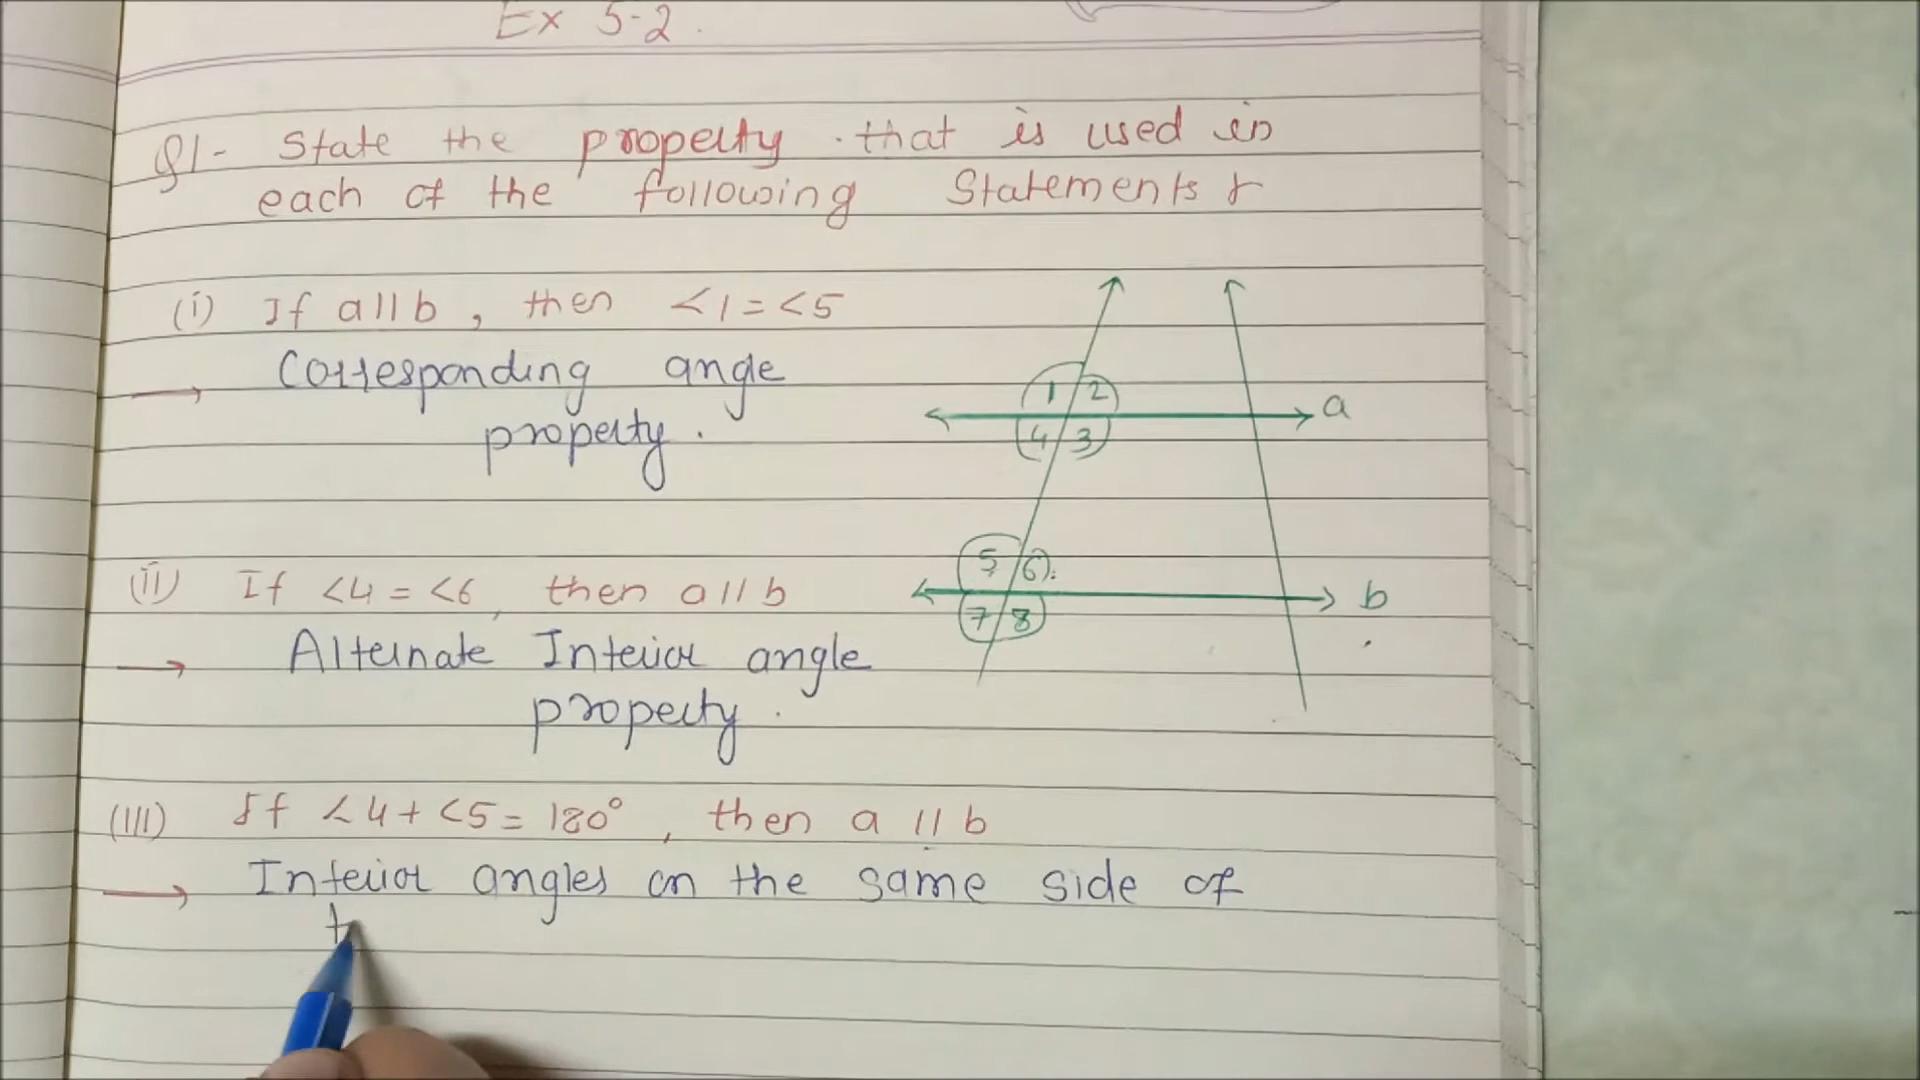 Ex 5.2.
Q1- State the property that is used in
each of the following statements :-
(i) If a || b , then <1 = <5
Corresponding angle
property .
(ii) If <4 = <6, then a || b
Alternate Interior angle
property .
(III) If <4 + <5 = 180° , then a || b
Interior angles on the same side of
t
1 2
a
4 3
5 6
b
7 8